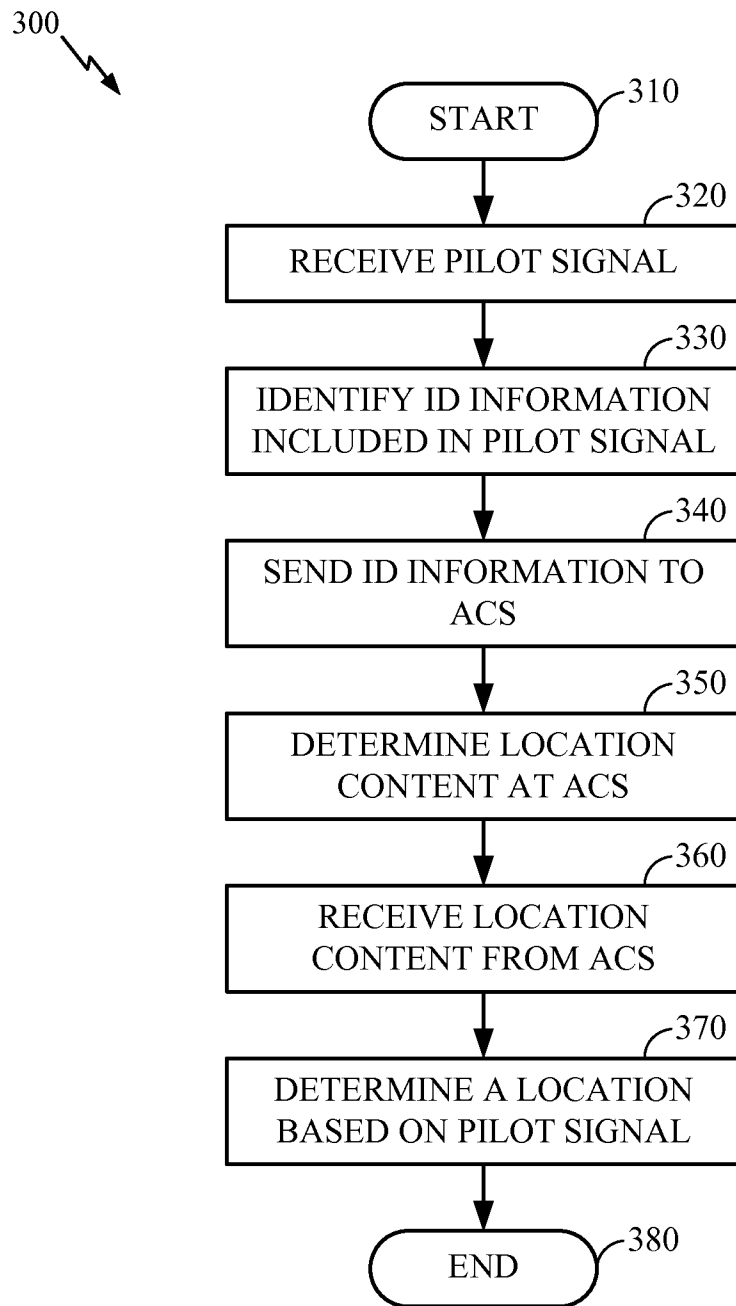 300
START
310
320
RECEIVE PILOT SIGNAL
330
IDENTIFY ID INFORMATION
INCLUDED IN PILOT SIGNAL
340
SEND ID INFORMATION TO
ACS
350
DETERMINE LOCATION
CONTENT AT ACS
360
RECEIVE LOCATION
CONTENT FROM ACS
370
DETERMINE A LOCATION
BASED ON PILOT SIGNAL
END
380